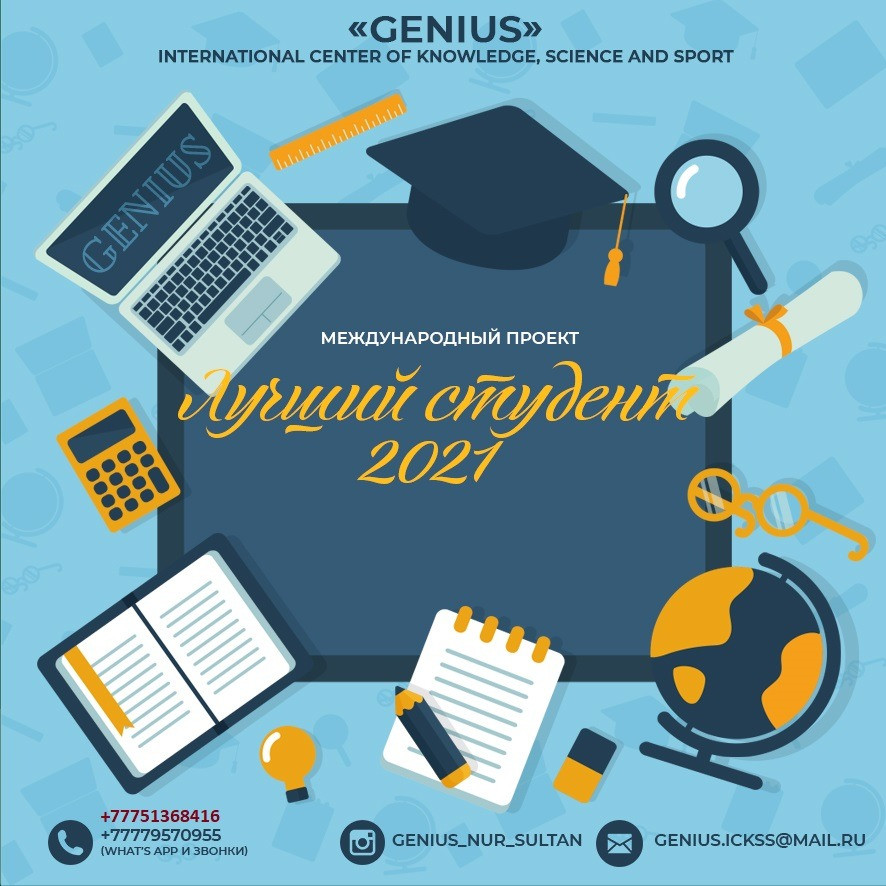 «GENIUS»
INTERNATIONAL CENTER OF KNOWLEDGE, SCIENCE AND SPORT
GENIUS
МЕЖДУНАРОДНЫЙ ПРОЕКТ
Лучший студент
2021
+77751368416
+77779570955
(WHAT'S APP И ЗВОНКИ)
GENIUS_NUR_SULTAN
GENIUS.ICKSS@MAIL.RU